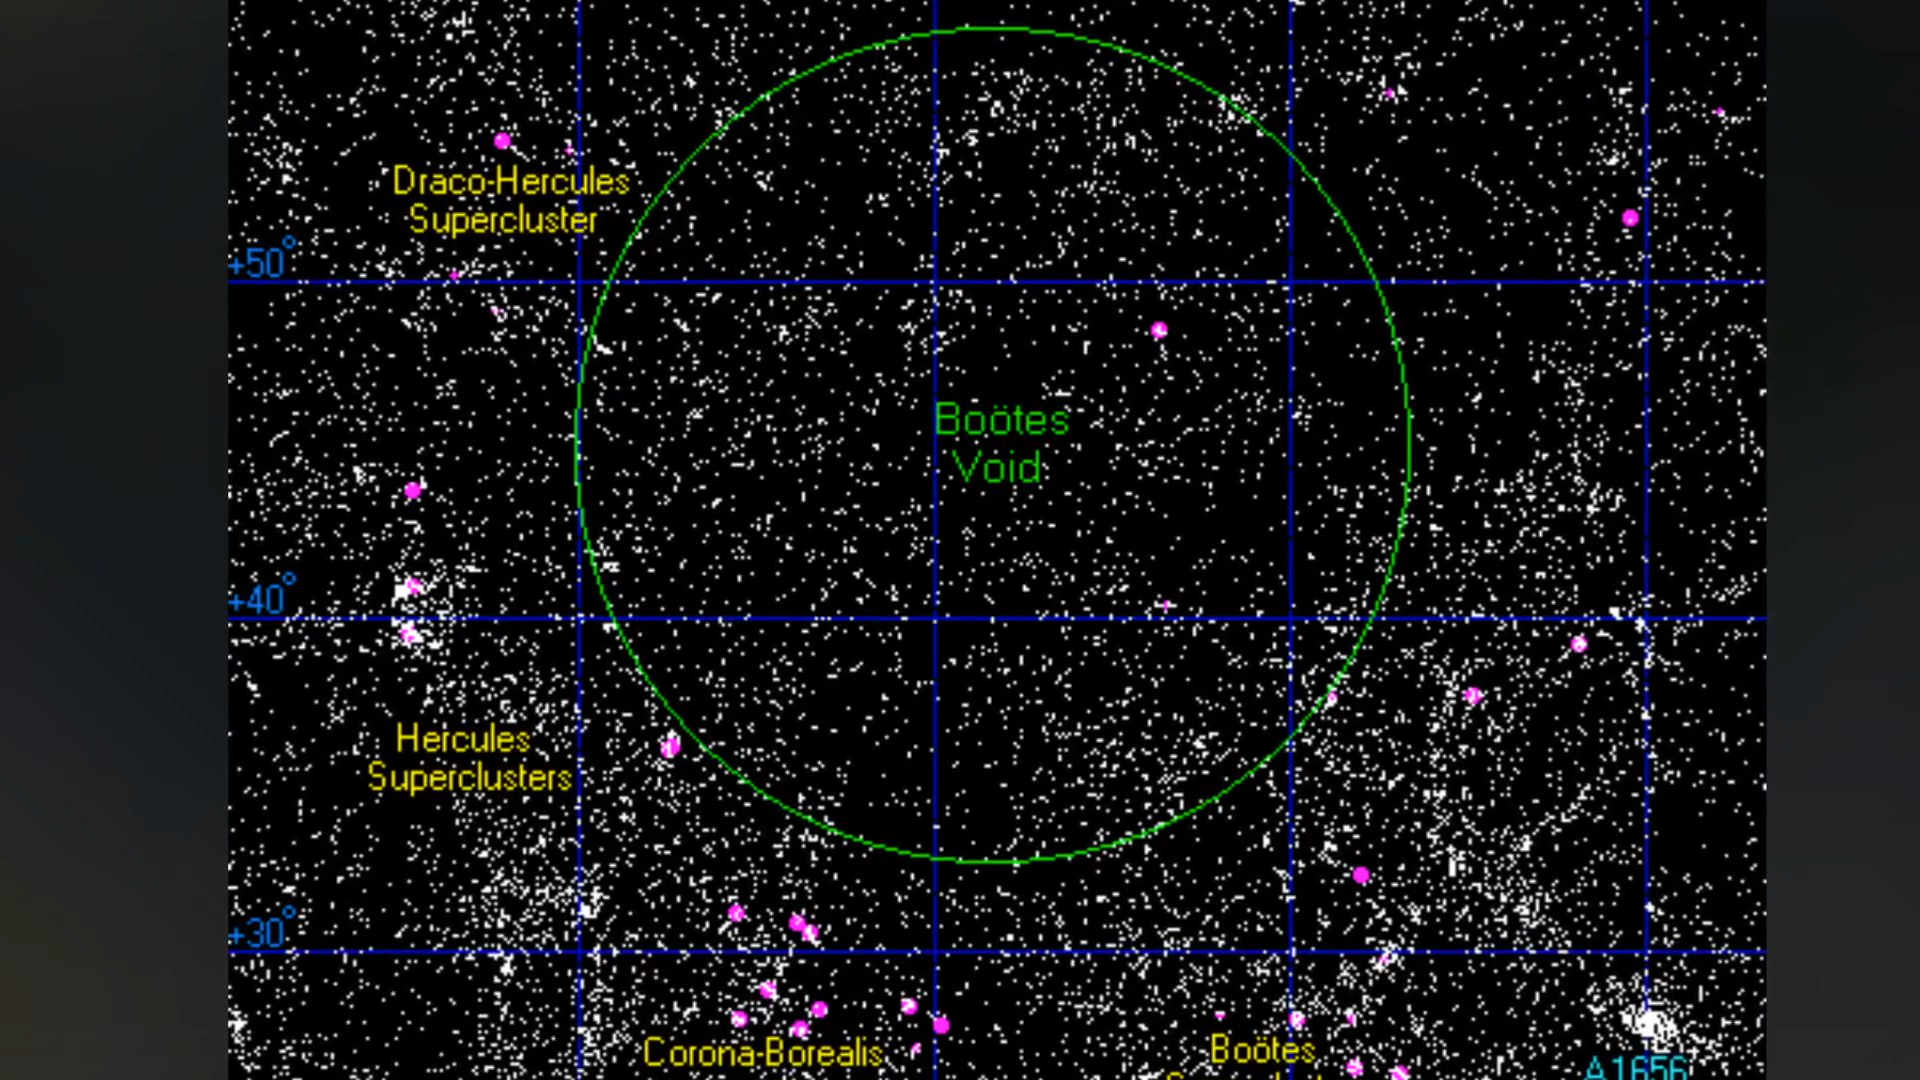 Draco-Hercules
Supercluster
+50°
Boötes
Void
+40°
Hercules
Superclusters
+30°
Corona-Borealis
Boötes
A1656